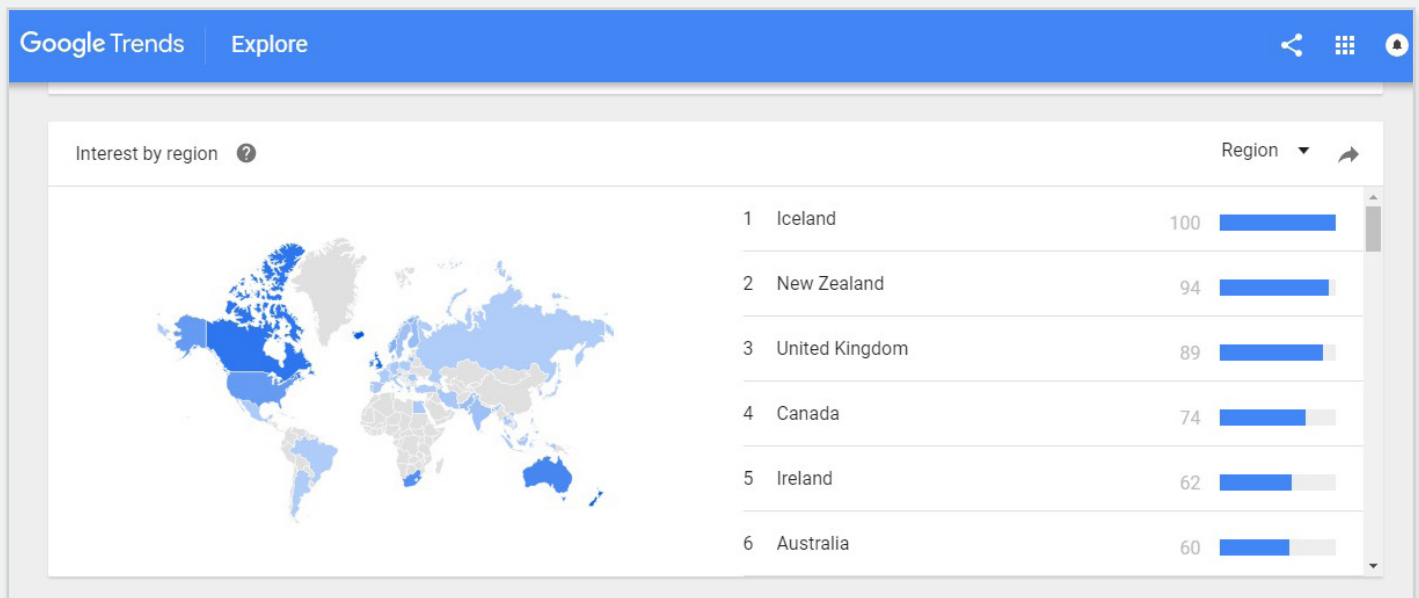 Google Trends Explore
Interest by region ? Region
1 Iceland 100
2 New Zealand 94
3 United Kingdom 89
4 Canada 74
5 Ireland 62
6 Australia 60